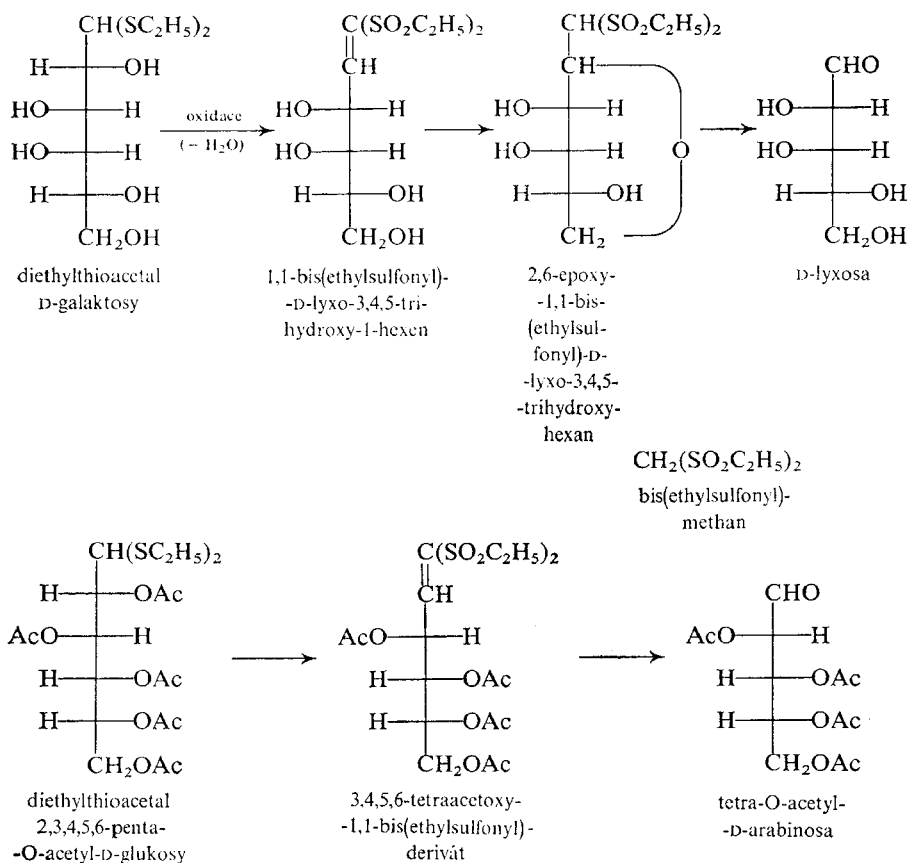 CH(SC₂H₅)₂
H OH
HO H
HO H
H OH
CH₂OH
diethylthioacetal
D-galaktosy
oxidace
(− H₂O)
C(SO₂C₂H₅)₂
CH
HO H
HO H
H OH
CH₂OH
1,1-bis(ethylsulfonyl)-
-D-lyxo-3,4,5-tri-
hydroxy-1-hexen
CH(SO₂C₂H₅)₂
CH
HO H
HO H
O
H OH
CH₂
2,6-epoxy-
-1,1-bis-
(ethylsul-
fonyl)-D-
-lyxo-3,4,5-
-trihydroxy-
hexan
CHO
HO H
HO H
H OH
CH₂OH
D-lyxosa
CH₂(SO₂C₂H₅)₂
bis(ethylsulfonyl)-
methan
CH(SC₂H₅)₂
H OAc
AcO H
H OAc
H OAc
CH₂OAc
diethylthioacetal
2,3,4,5,6-penta-
-O-acetyl-D-glukosy
C(SO₂C₂H₅)₂
CH
AcO H
H OAc
H OAc
CH₂OAc
3,4,5,6-tetraacetoxy-
-1,1-bis(ethylsulfonyl)-
derivát
CHO
AcO H
H OAc
H OAc
CH₂OAc
tetra-O-acetyl-
-D-arabinosa